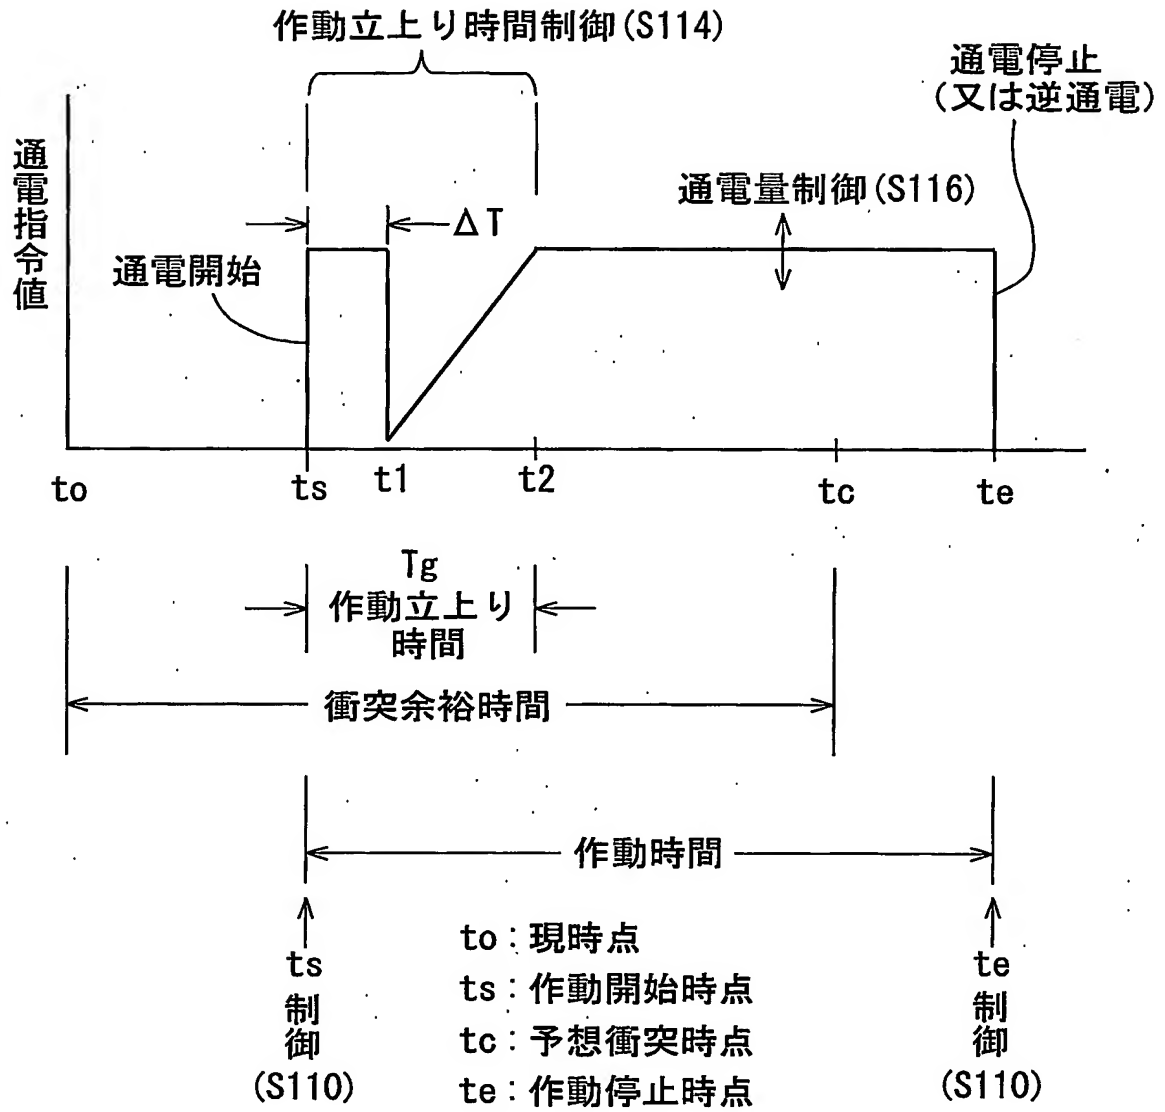 作動立上り時間制御(S114)
通電停止
(又は逆通電)
通電指令値
通電量制御(S116)
ΔT
通電開始
to
ts
t1
t2
tc
te
Tg
作動立上り
時間
衝突余裕時間
作動時間
ts
制御
(S110)
to:現時点
ts:作動開始時点
tc:予想衝突時点
te:作動停止時点
te
制御
(S110)